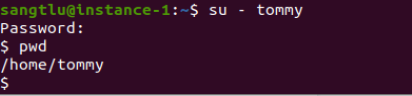 sangtlu@instance-1:~$ su - tommy
Password:
$ pwd
/home/tommy
$